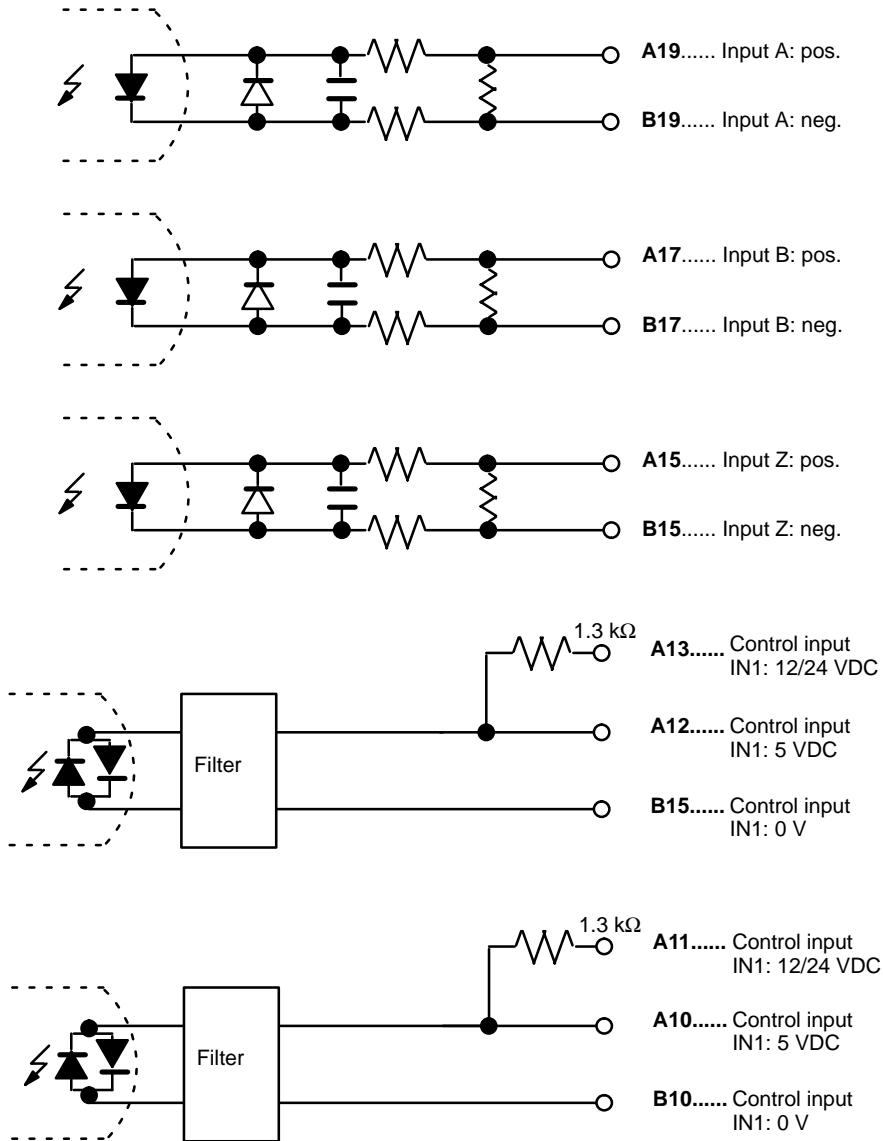 A19...... Input A: pos.
B19...... Input A: neg.
A17...... Input B: pos.
B17...... Input B: neg.
A15...... Input Z: pos.
B15...... Input Z: neg.
1.3 kΩ
A13...... Control input
IN1: 12/24 VDC
A12...... Control input
IN1: 5 VDC
Filter
B15...... Control input
IN1: 0 V
1.3 kΩ
A11...... Control input
IN1: 12/24 VDC
A10...... Control input
IN1: 5 VDC
Filter
B10...... Control input
IN1: 0 V